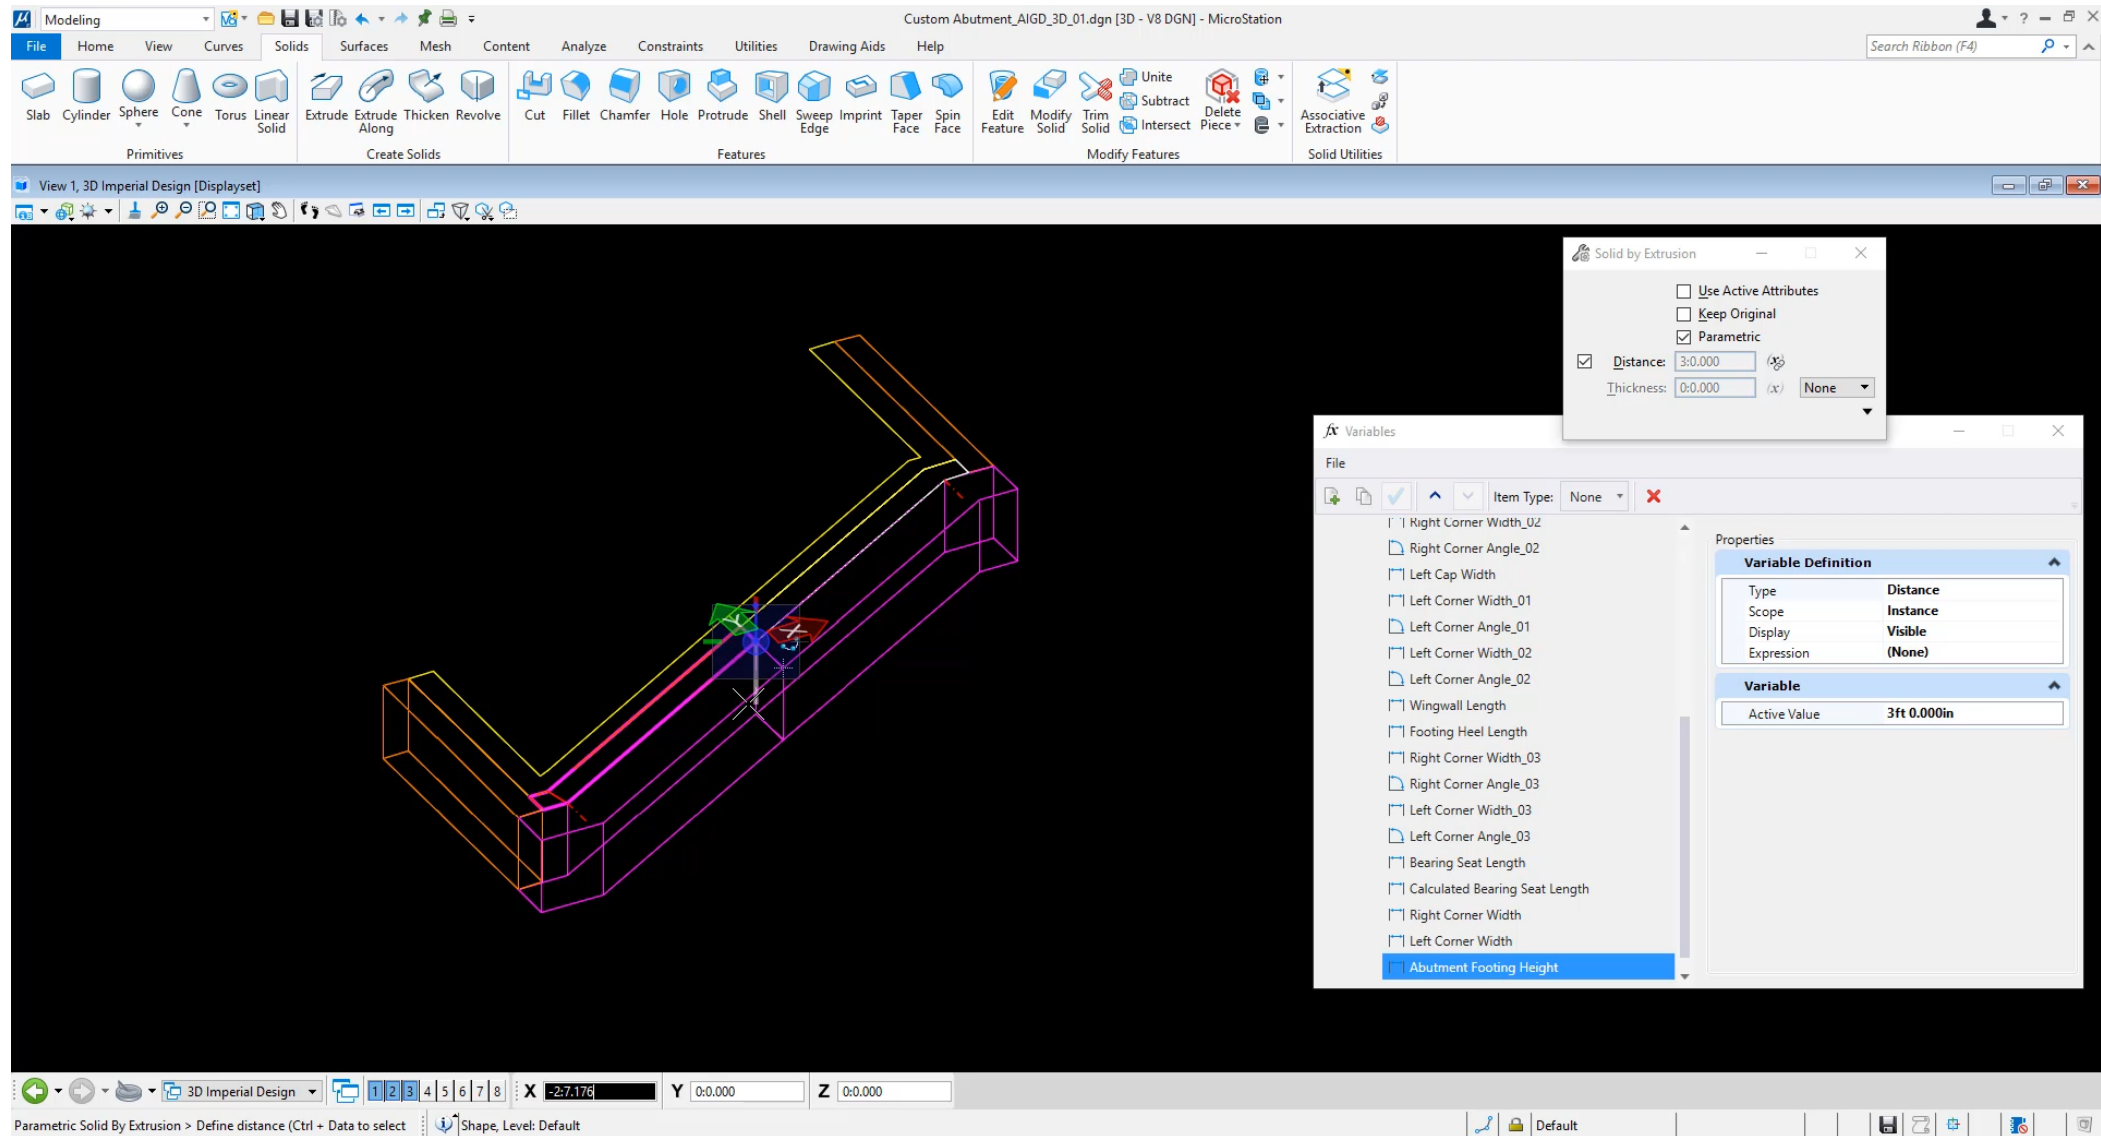 Modeling
Custom Abutment_AIGD_3D_01.dgn [3D - V8 DGN] - MicroStation
File Home View Curves Solids Surfaces Mesh Content Analyze Constraints Utilities Drawing Aids Help
Search Ribbon (F4)
Slab Cylinder Sphere Cone Torus Linear Solid
Extrude Extrude Along Thicken Revolve
Cut Fillet Chamfer Hole Protrude Shell Sweep Edge Imprint Taper Face Spin Face
Edit Feature Modify Solid Trim Solid
Unite
Subtract
Intersect
Delete Piece
Associative Extraction
Primitives Create Solids Features Modify Features Solid Utilities
View 1, 3D Imperial Design [Displayset]
Solid by Extrusion
Use Active Attributes
Keep Original
Parametric
Distance: 3:0.000
Thickness: 0:0.000 (x) None
fx Variables
File
Item Type: None
Right Corner Width_02
Right Corner Angle_02
Left Cap Width
Left Corner Width_01
Left Corner Angle_01
Left Corner Width_02
Left Corner Angle_02
Wingwall Length
Footing Heel Length
Right Corner Width_03
Right Corner Angle_03
Left Corner Width_03
Left Corner Angle_03
Bearing Seat Length
Calculated Bearing Seat Length
Right Corner Width
Left Corner Width
Abutment Footing Height
Properties
Variable Definition
Type Distance
Scope Instance
Display Visible
Expression (None)
Variable
Active Value 3ft 0.000in
Y X
3D Imperial Design 1 2 3 4 5 6 7 8 X -2:7.176 Y 0:0.000 Z 0:0.000
Parametric Solid By Extrusion > Define distance (Ctrl + Data to select Shape, Level: Default Default